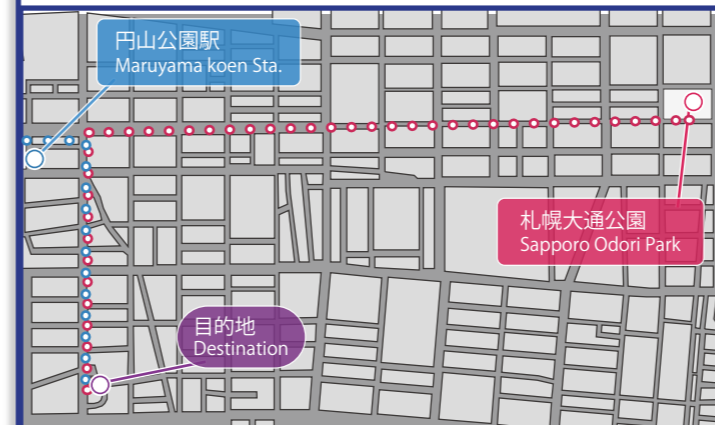 円山公園駅
Maruyama koen Sta.
札幌大通公園
Sapporo Odori Park
目的地
Destination